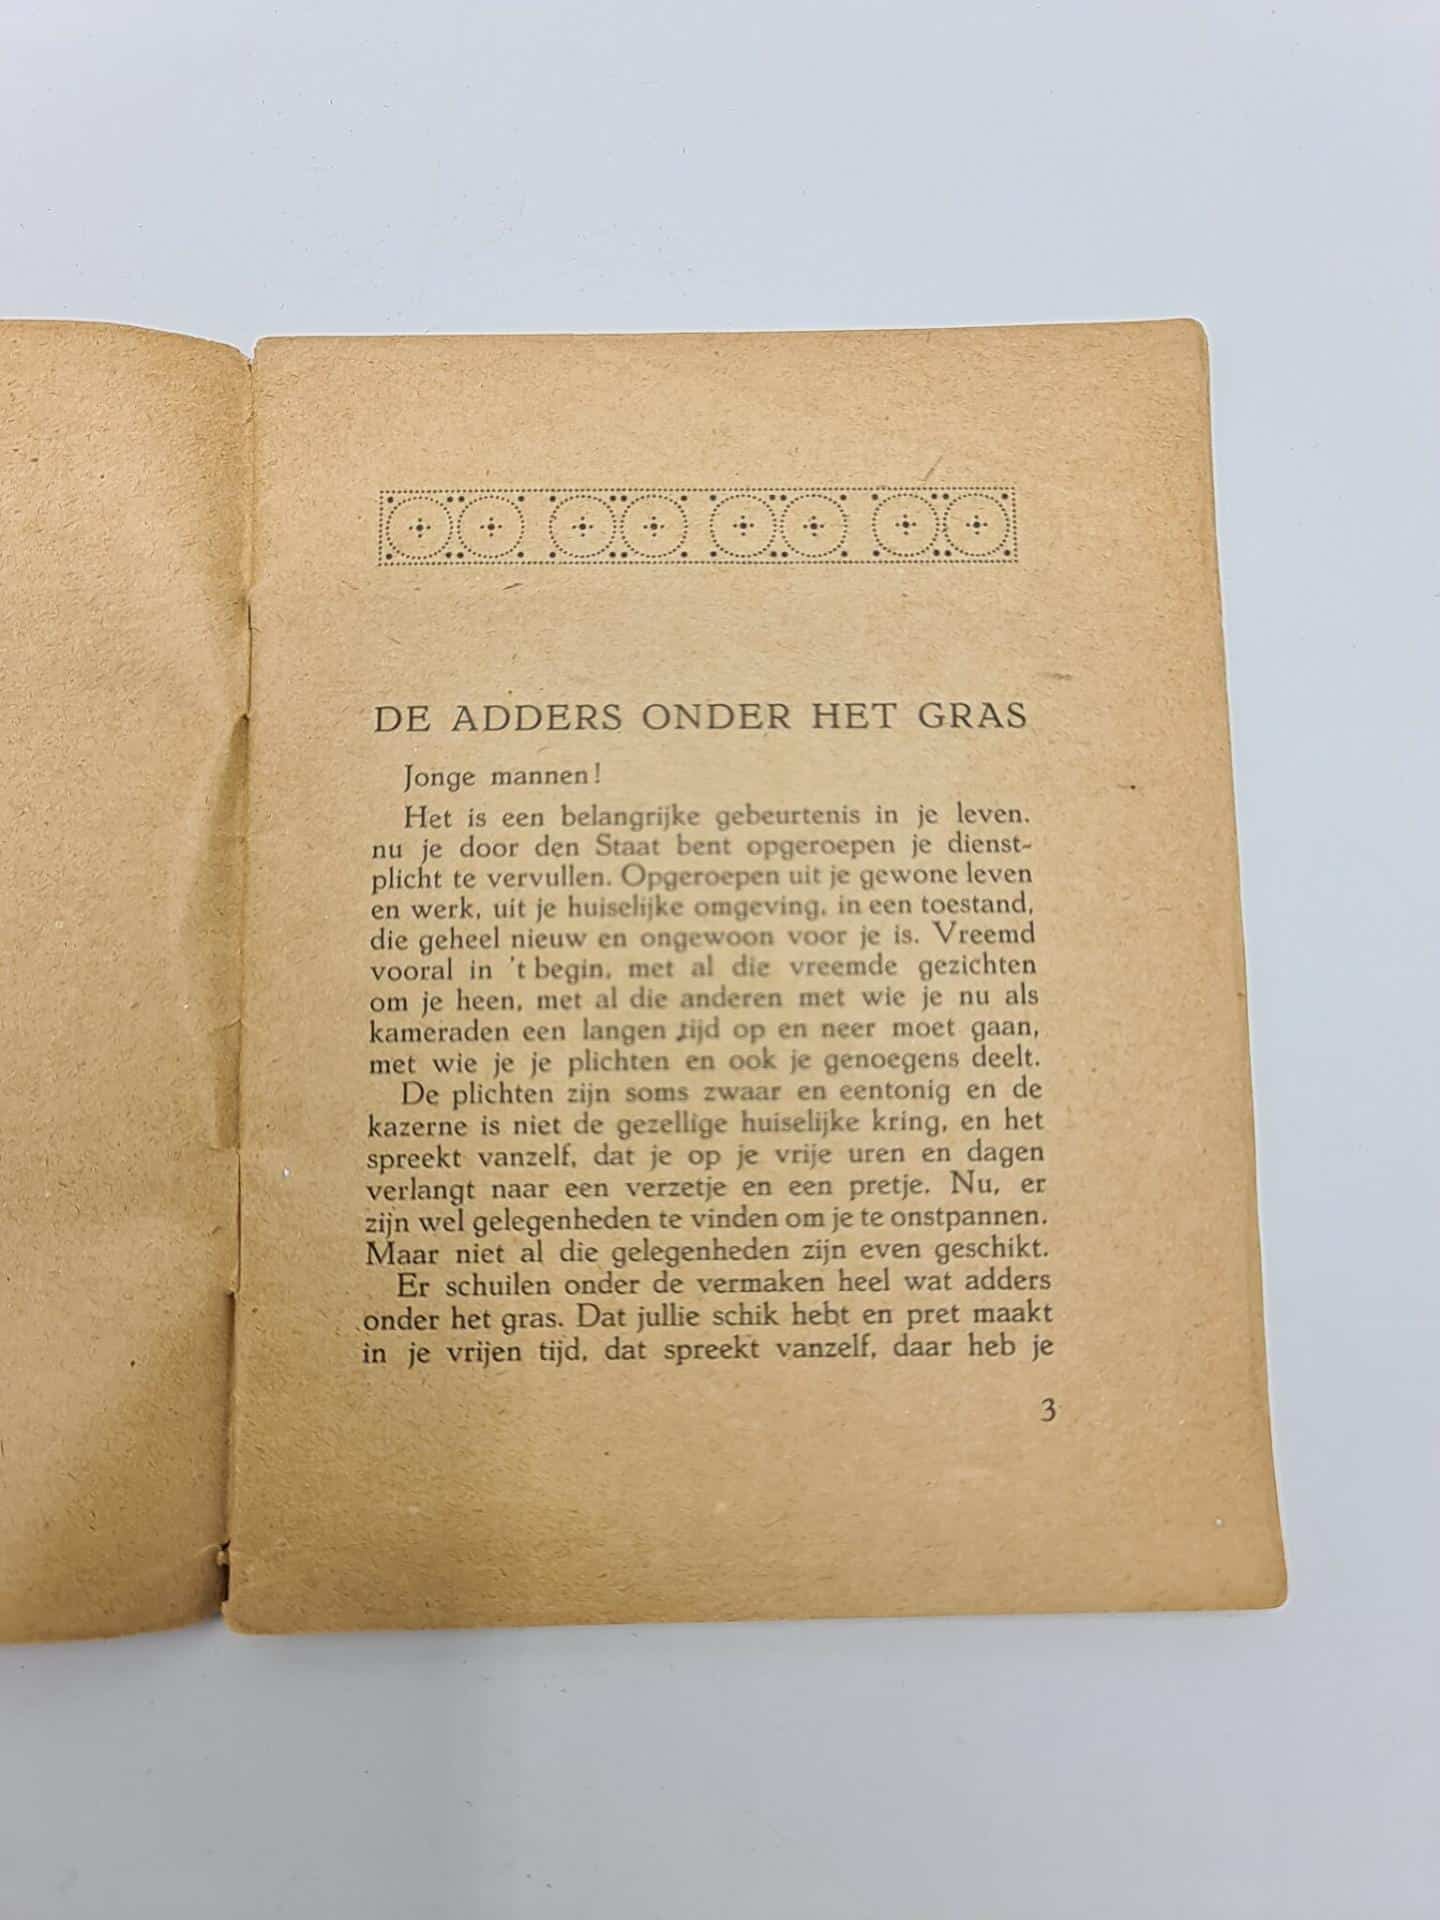 DE ADDERS ONDER HET GRAS
Jonge mannen!
Het is een belangrijke gebeurtenis in je leven.
nu je door den Staat bent opgeroepen je dienst-
plicht te vervullen. Opgeroepen uit je gewone leven
en werk, uit je huiselijke omgeving, in een toestand,
die geheel nieuw en ongewoon voor je is. Vreemd
vooral in 't begin, met al die vreemde gezichten
om je heen, met al die anderen met wie je nu als
kameraden een langen tijd op en neer moet gaan,
met wie je je plichten en ook je genoegens deelt.
De plichten zijn soms zwaar en eentonig en de
kazerne is niet de gezellige huiselijke kring, en het
spreekt vanzelf, dat je op je vrije uren en dagen
verlangt naar een verzetje en een pretje. Nu, er
zijn wel gelegenheden te vinden om je te onstpannen.
Maar niet al die gelegenheden zijn even geschikt.
Er schuilen onder de vermaken heel wat adders
onder het gras. Dat jullie schik hebt en pret maakt
in je vrijen tijd, dat spreekt vanzelf, daar heb je
3